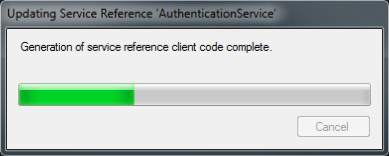 Updating Service Reference 'AuthenticationService'
Generation of service reference client code complete.
Cancel